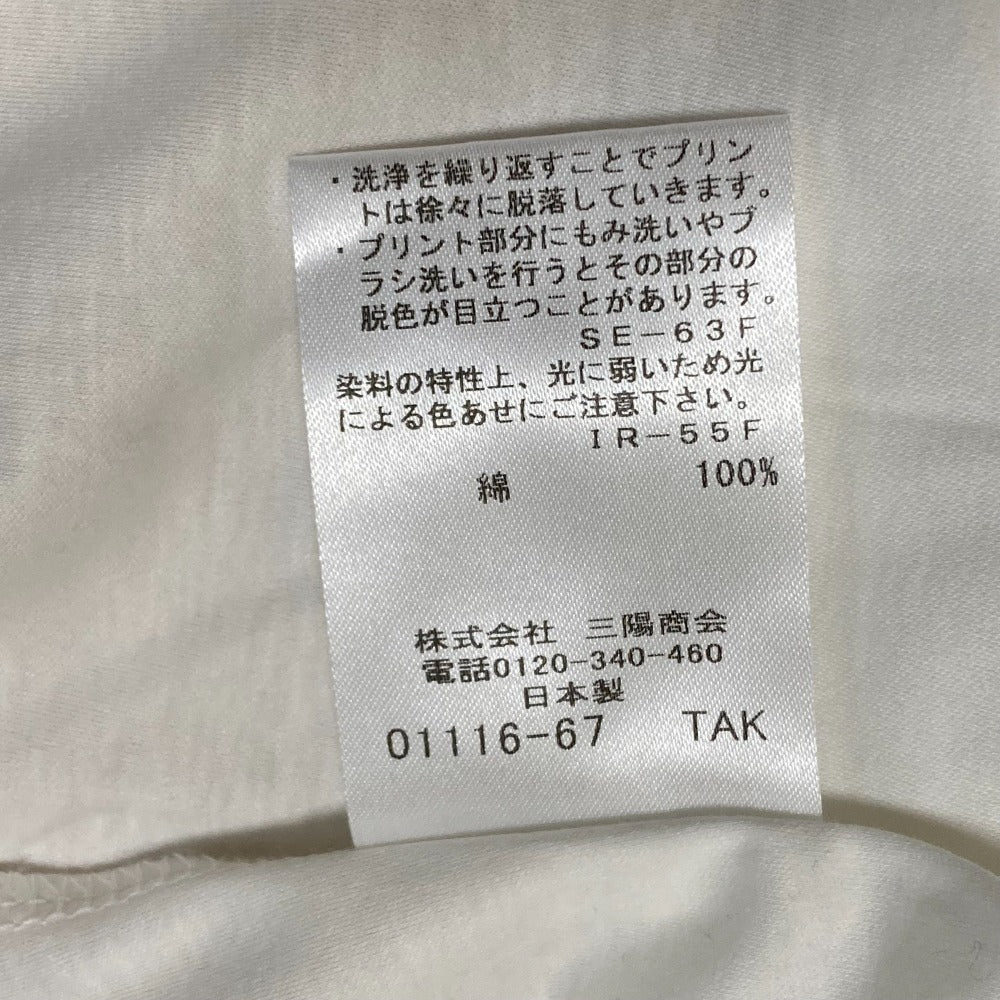 ・洗浄を繰り返すことでプリン
トは徐々に脱落していきます。
・プリント部分にもみ洗いやブ
ラシ洗いを行うとその部分の
脱色が目立つことがあります。
SE-63F
染料の特性上、光に弱いため光
による色あせにご注意下さい。
IR-55F
綿 100%
株式会社 三陽商会
電話0120-340-460
日本製
01116-67 TAK